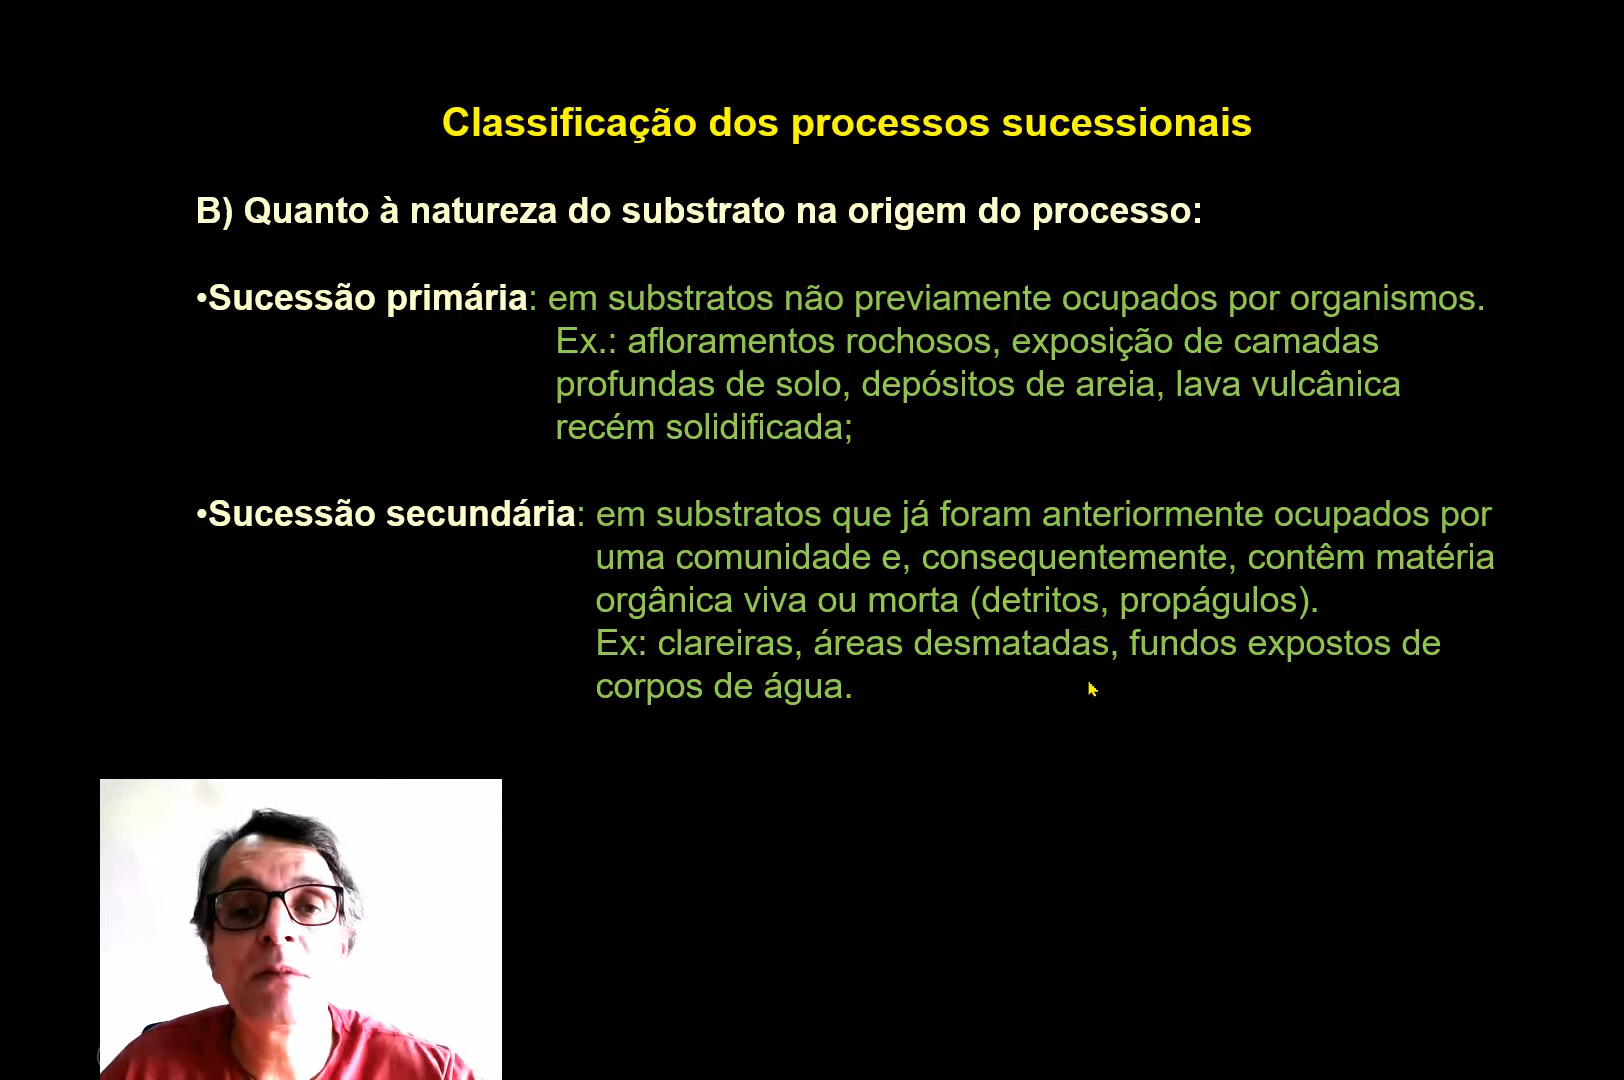 Classificação dos processos sucessionais
B) Quanto à natureza do substrato na origem do processo:
•Sucessão primária: em substratos não previamente ocupados por organismos.
Ex.: afloramentos rochosos, exposição de camadas
profundas de solo, depósitos de areia, lava vulcânica
recém solidificada;
•Sucessão secundária: em substratos que já foram anteriormente ocupados por
uma comunidade e, consequentemente, contêm matéria
orgânica viva ou morta (detritos, propágulos).
Ex: clareiras, áreas desmatadas, fundos expostos de
corpos de água.